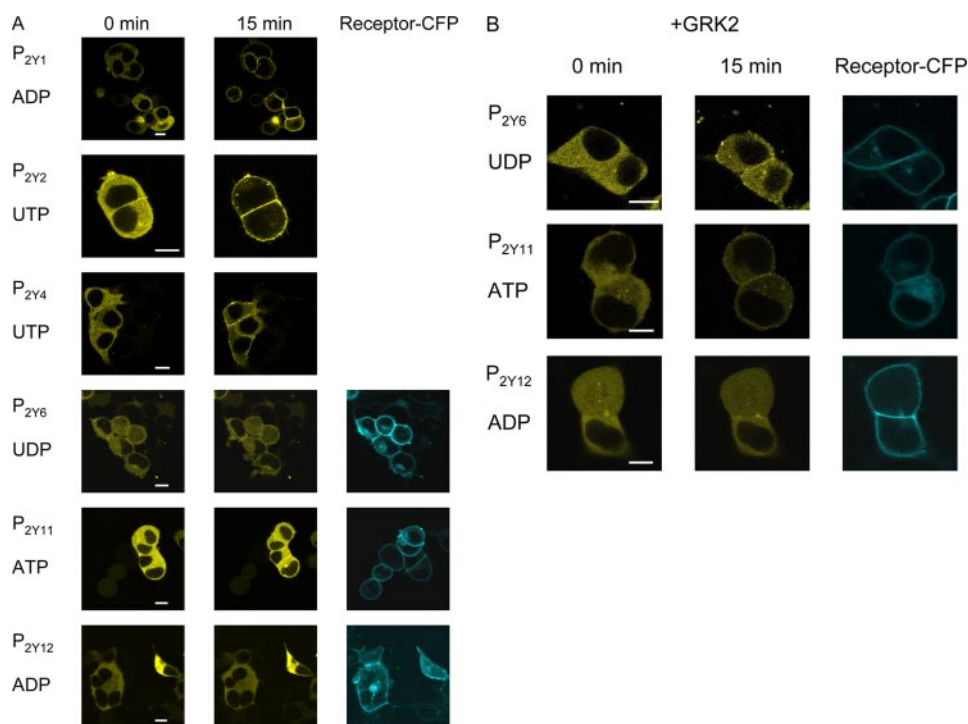 A
0 min 15 min Receptor-CFP
P2Y1
ADP
P2Y2
UTP
P2Y4
UTP
P2Y6
UDP
P2Y11
ATP
P2Y12
ADP
B
+GRK2
0 min 15 min Receptor-CFP
P2Y6
UDP
P2Y11
ATP
P2Y12
ADP